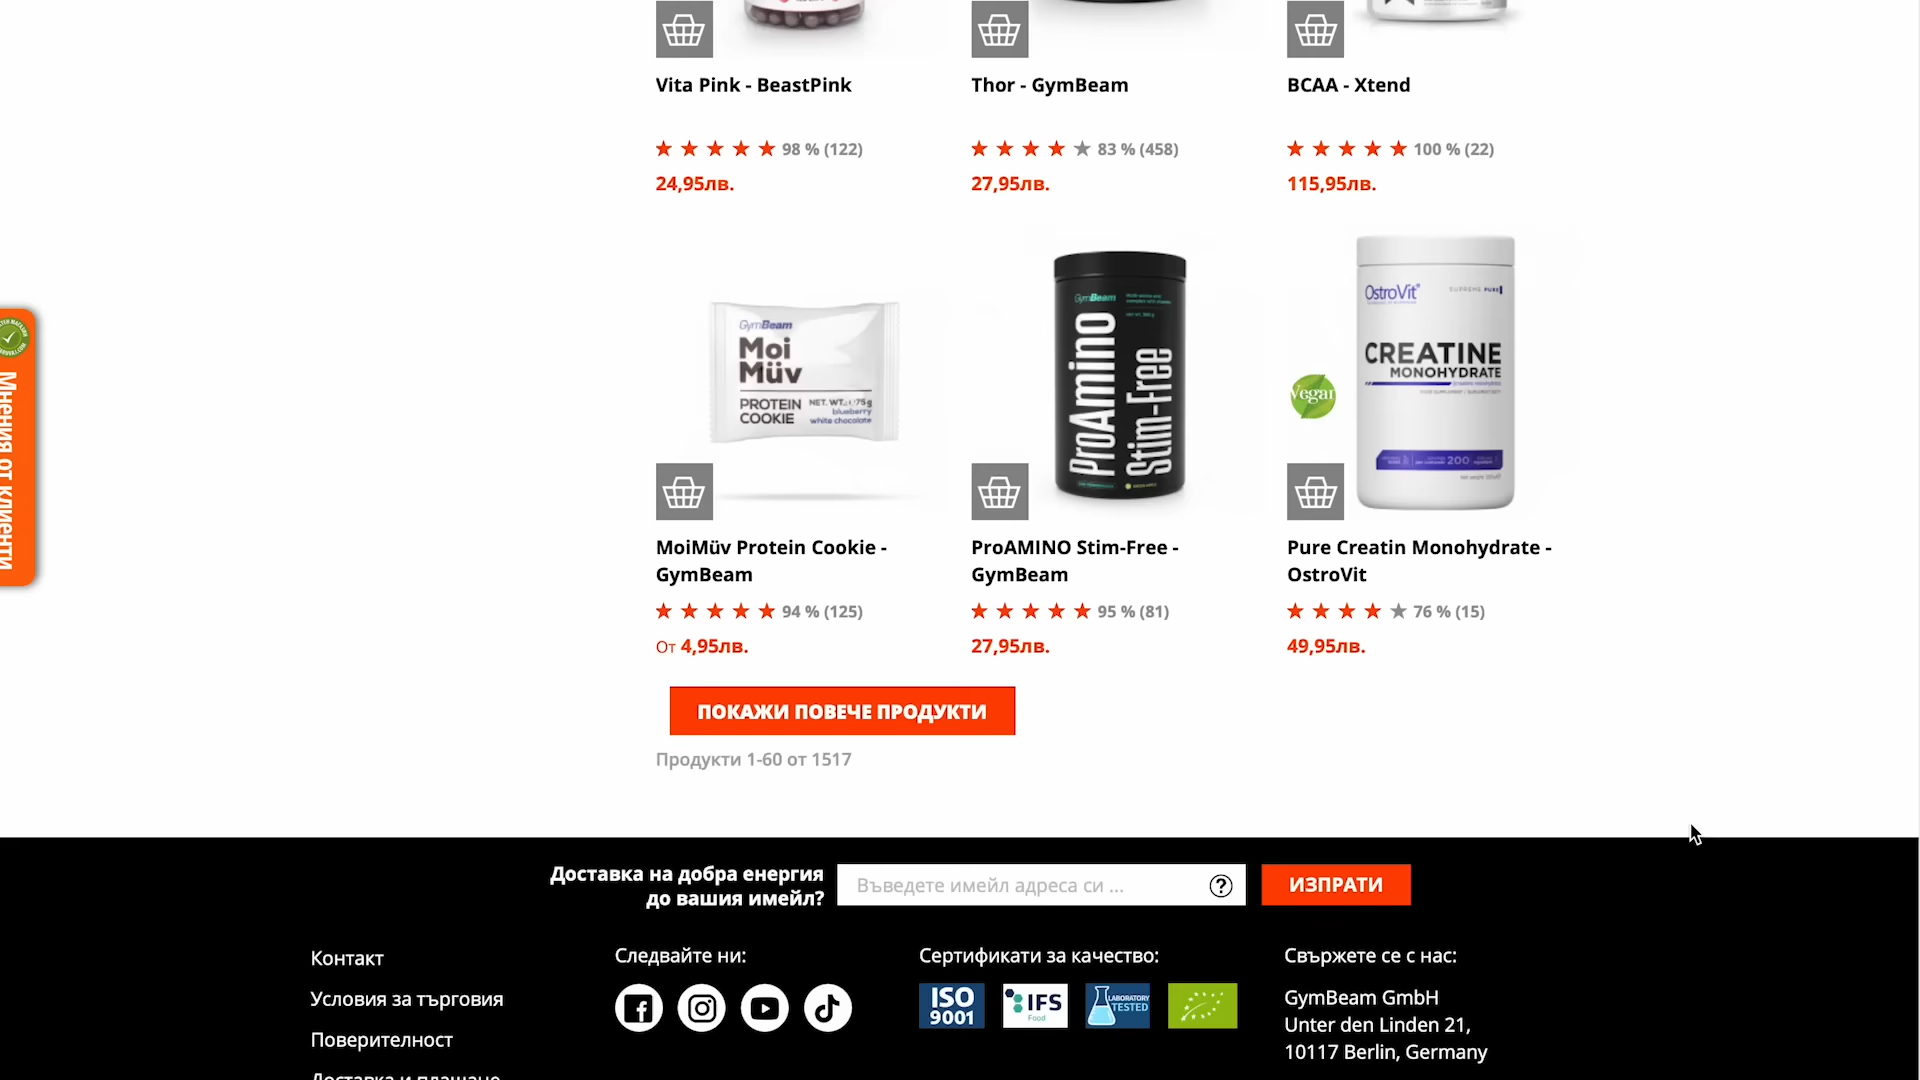 Vita Pink - BeastPink
Thor - GymBeam
BCAA - Xtend
98 % (122)
83 % (458)
100 % (22)
24,95лв.
27,95лв.
115,95лв.
GymBeam
Moi
Müv
PROTEIN
COOKIE
NET. WT.: 75g
blueberry
white chocolate
GymBeam
ProAmino
Stim-Free
Vegan
OstroVit
SUPREME PURE
CREATINE
MONOHYDRATE
200
MoiMüv Protein Cookie -
GymBeam
ProAMINO Stim-Free -
GymBeam
Pure Creatin Monohydrate -
OstroVit
94 % (125)
95 % (81)
76 % (15)
От 4,95лв.
27,95лв.
49,95лв.
ПОКАЖИ ПОВЕЧЕ ПРОДУКТИ
Продукти 1-60 от 1517
Мнения от клиенти
Доставка на добра енергия
до вашия имейл?
Въведете имейл адреса си ...
ИЗПРАТИ
Контакт
Условия за търговия
Поверителност
Доставка и плащане
Следвайте ни:
Сертификати за качество:
ISO
9001
IFS
Food
LABORATORY
TESTED
Свържете се с нас:
GymBeam GmbH
Unter den Linden 21,
10117 Berlin, Germany